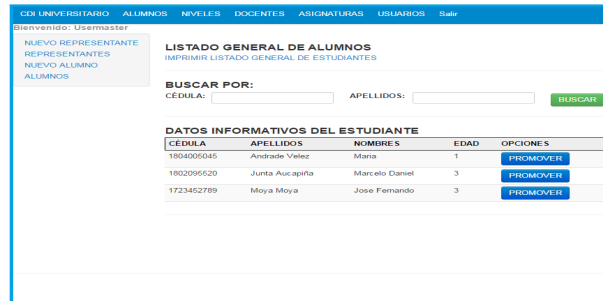 CDI UNIVERSITARIO ALUMNOS NIVELES DOCENTES ASIGNATURAS USUARIOS Salir
Bienvenido: Usermaster
NUEVO REPRESENTANTE
REPRESENTANTES
NUEVO ALUMNO
ALUMNOS
LISTADO GENERAL DE ALUMNOS
IMPRIMIR LISTADO GENERAL DE ESTUDIANTES
BUSCAR POR:
CÉDULA: APELLIDOS: BUSCAR
DATOS INFORMATIVOS DEL ESTUDIANTE
CÉDULA APELLIDOS NOMBRES EDAD OPCIONES
1804005045 Andrade Velez Maria 1 PROMOVER
1802095520 Junta Aucapiña Marcelo Daniel 3 PROMOVER
1723452789 Moya Moya Jose Fernando 3 PROMOVER